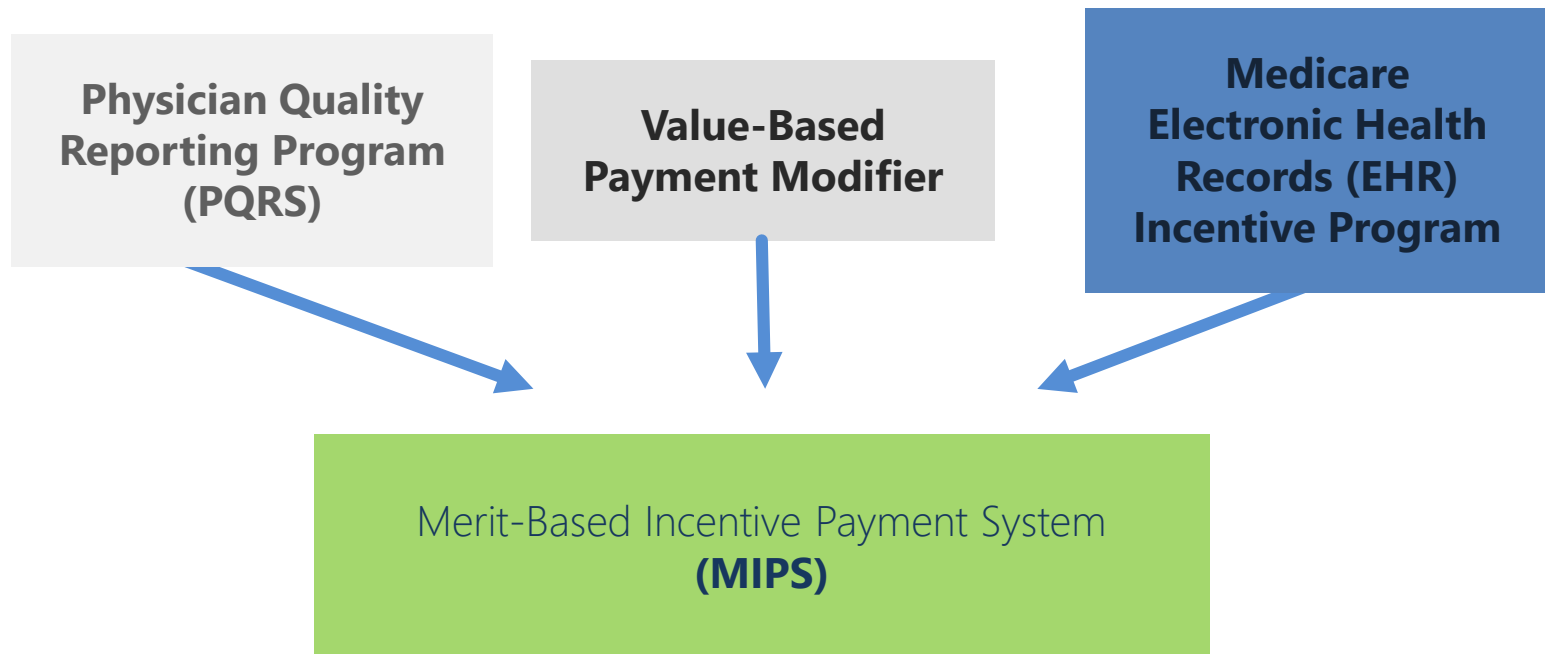 Physician Quality
Reporting Program
(PQRS)
Value-Based
Payment Modifier
Medicare
Electronic Health
Records (EHR)
Incentive Program
Merit-Based Incentive Payment System
(MIPS)